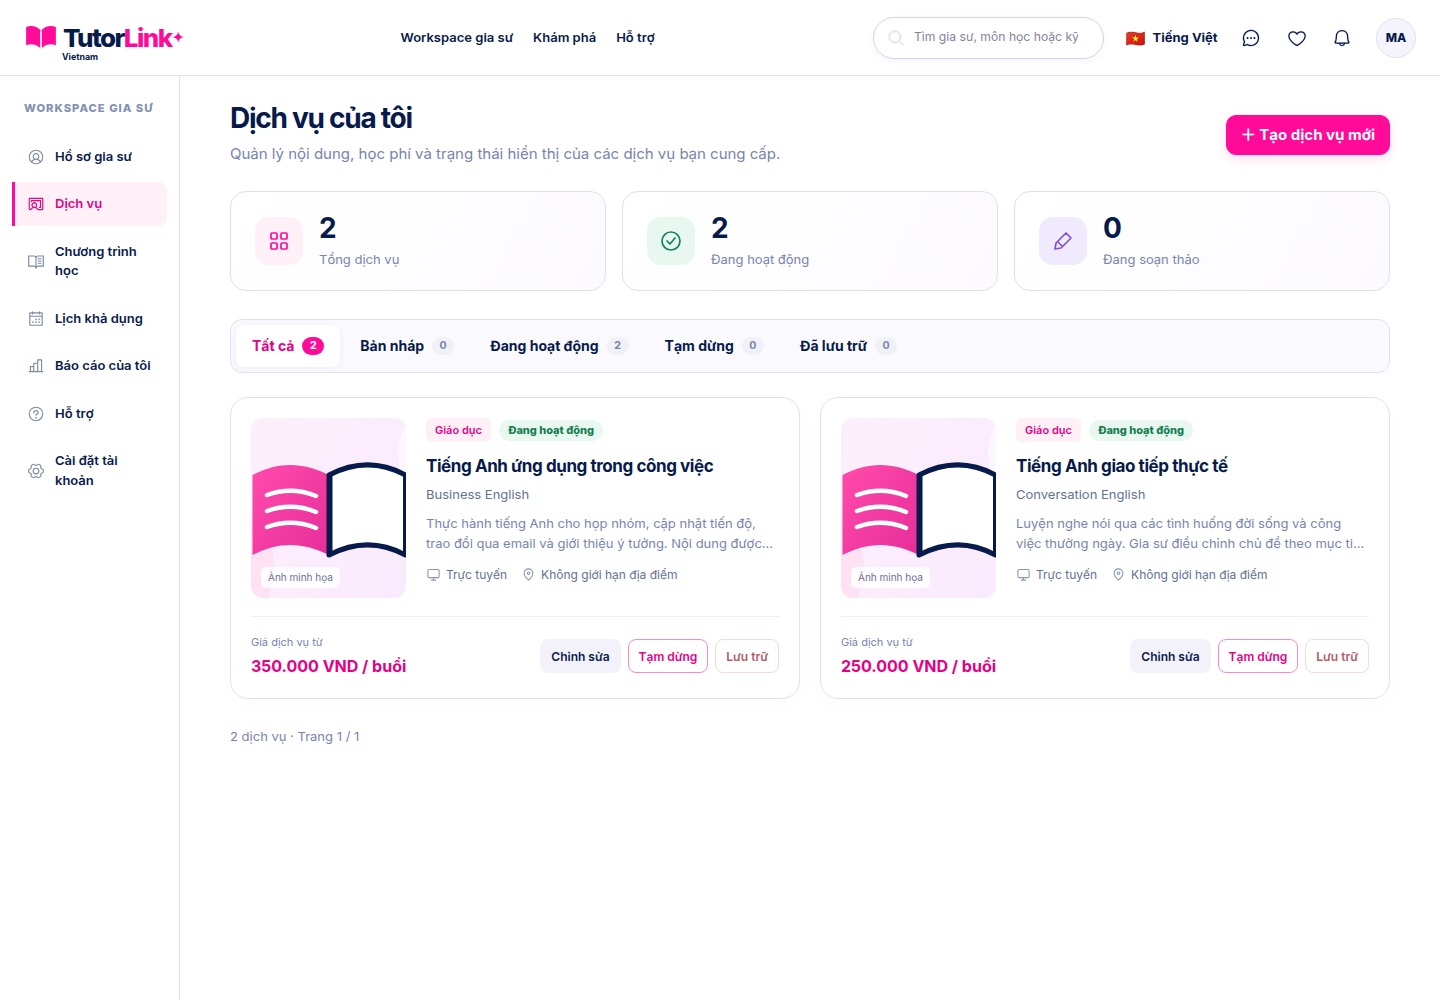 TutorLink
Vietnam
Workspace gia sư
Khám phá
Hỗ trợ
Tìm gia sư, môn học hoặc kỹ
Tiếng Việt
MA
WORKSPACE GIA SƯ
Hồ sơ gia sư
Dịch vụ
Chương trình
học
Lịch khả dụng
Báo cáo của tôi
Hỗ trợ
Cài đặt tài
khoản
Dịch vụ của tôi
Quản lý nội dung, học phí và trạng thái hiển thị của các dịch vụ bạn cung cấp.
+ Tạo dịch vụ mới
2
Tổng dịch vụ
2
Đang hoạt động
0
Đang soạn thảo
Tất cả 2
Bản nháp 0
Đang hoạt động 2
Tạm dừng 0
Đã lưu trữ 0
Ảnh minh họa
Giáo dục
Đang hoạt động
Tiếng Anh ứng dụng trong công việc
Business English
Thực hành tiếng Anh cho họp nhóm, cập nhật tiến độ,
trao đổi qua email và giới thiệu ý tưởng. Nội dung được...
Trực tuyến
Không giới hạn địa điểm
Giá dịch vụ từ
350.000 VND / buổi
Chỉnh sửa
Tạm dừng
Lưu trữ
Ảnh minh họa
Giáo dục
Đang hoạt động
Tiếng Anh giao tiếp thực tế
Conversation English
Luyện nghe nói qua các tình huống đời sống và công
việc thường ngày. Gia sư điều chỉnh chủ đề theo mục ti...
Trực tuyến
Không giới hạn địa điểm
Giá dịch vụ từ
250.000 VND / buổi
Chỉnh sửa
Tạm dừng
Lưu trữ
2 dịch vụ · Trang 1 / 1